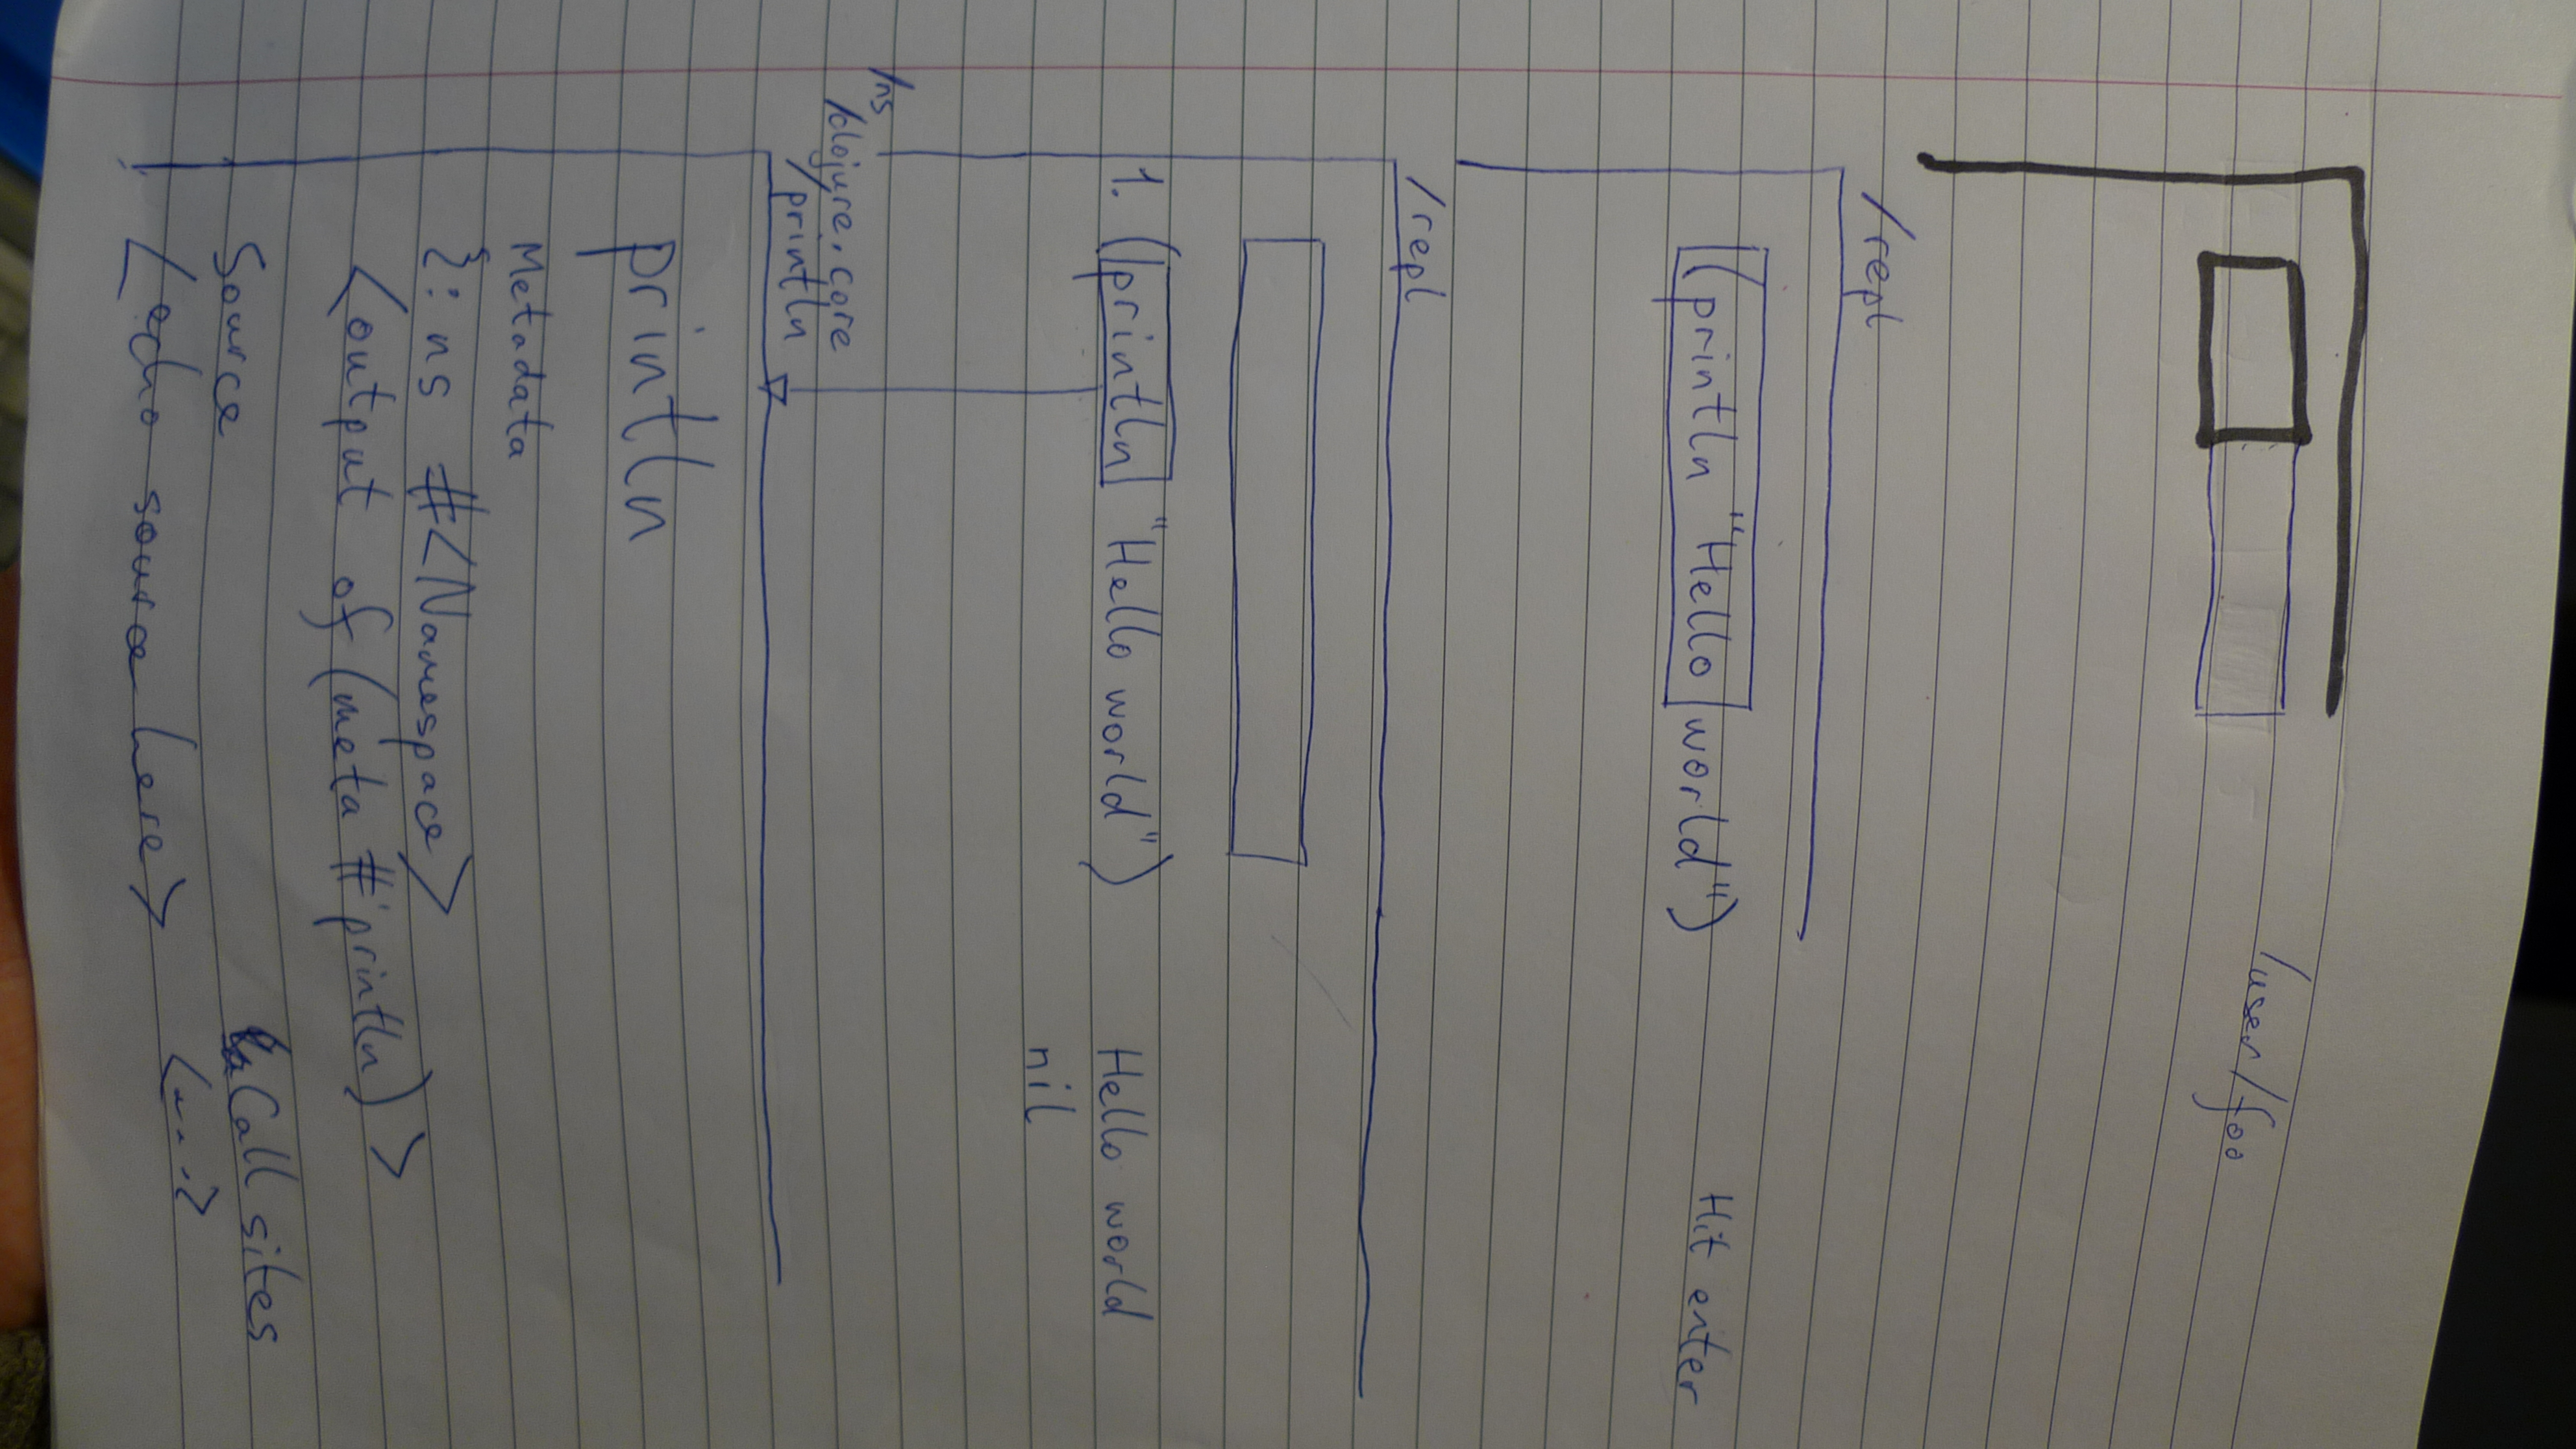 /user/foo
/repl
(println "Hello world")
Hit enter
/repl
1. (println "Hello world")
Hello world
nil
/ns
/clojure.core
/println
println
Metadata
{:ns #<Namespace>
<output of (meta #'println)>
Source
<echo source here>
Call sites
<...>